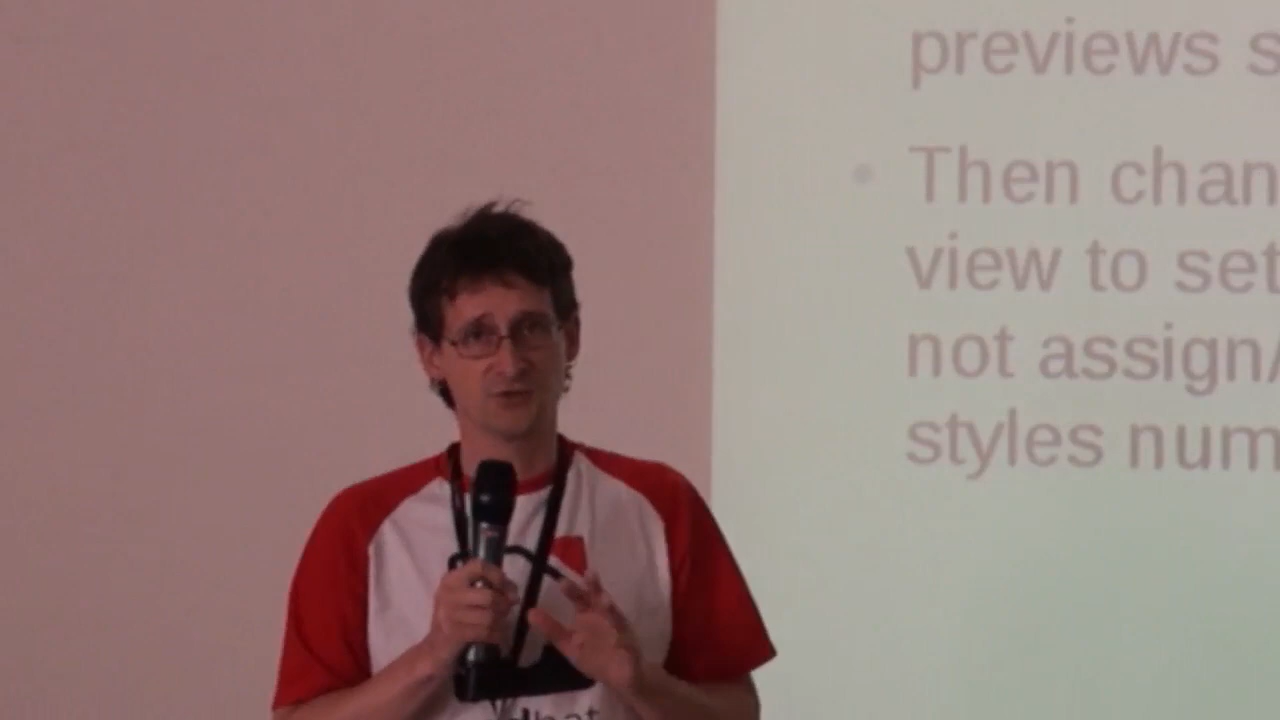 previews s
• Then chan
view to set
not assign/
styles num